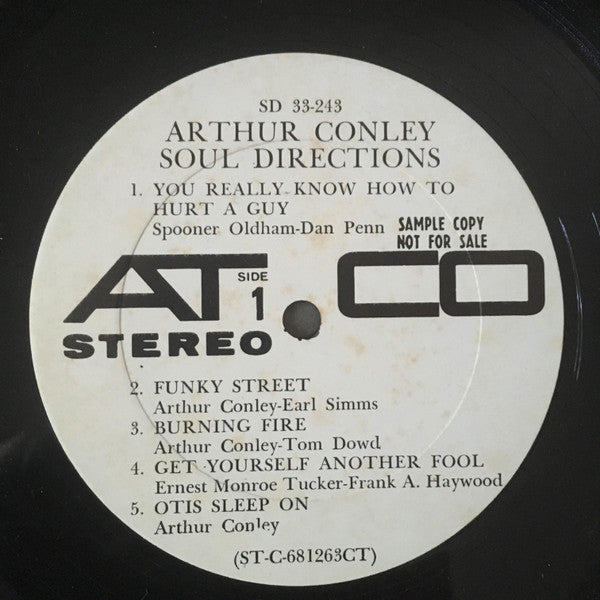 SD 33-243
ARTHUR CONLEY
SOUL DIRECTIONS
1. YOU REALLY KNOW HOW TO
HURT A GUY
Spooner Oldham-Dan Penn
SAMPLE COPY
NOT FOR SALE
ATCO
SIDE
1
STEREO
2. FUNKY STREET
Arthur Conley-Earl Simms
3. BURNING FIRE
Arthur Conley-Tom Dowd
4. GET YOURSELF ANOTHER FOOL
Ernest Monroe Tucker-Frank A. Haywood
5. OTIS SLEEP ON
Arthur Conley
(ST-C-681263CT)